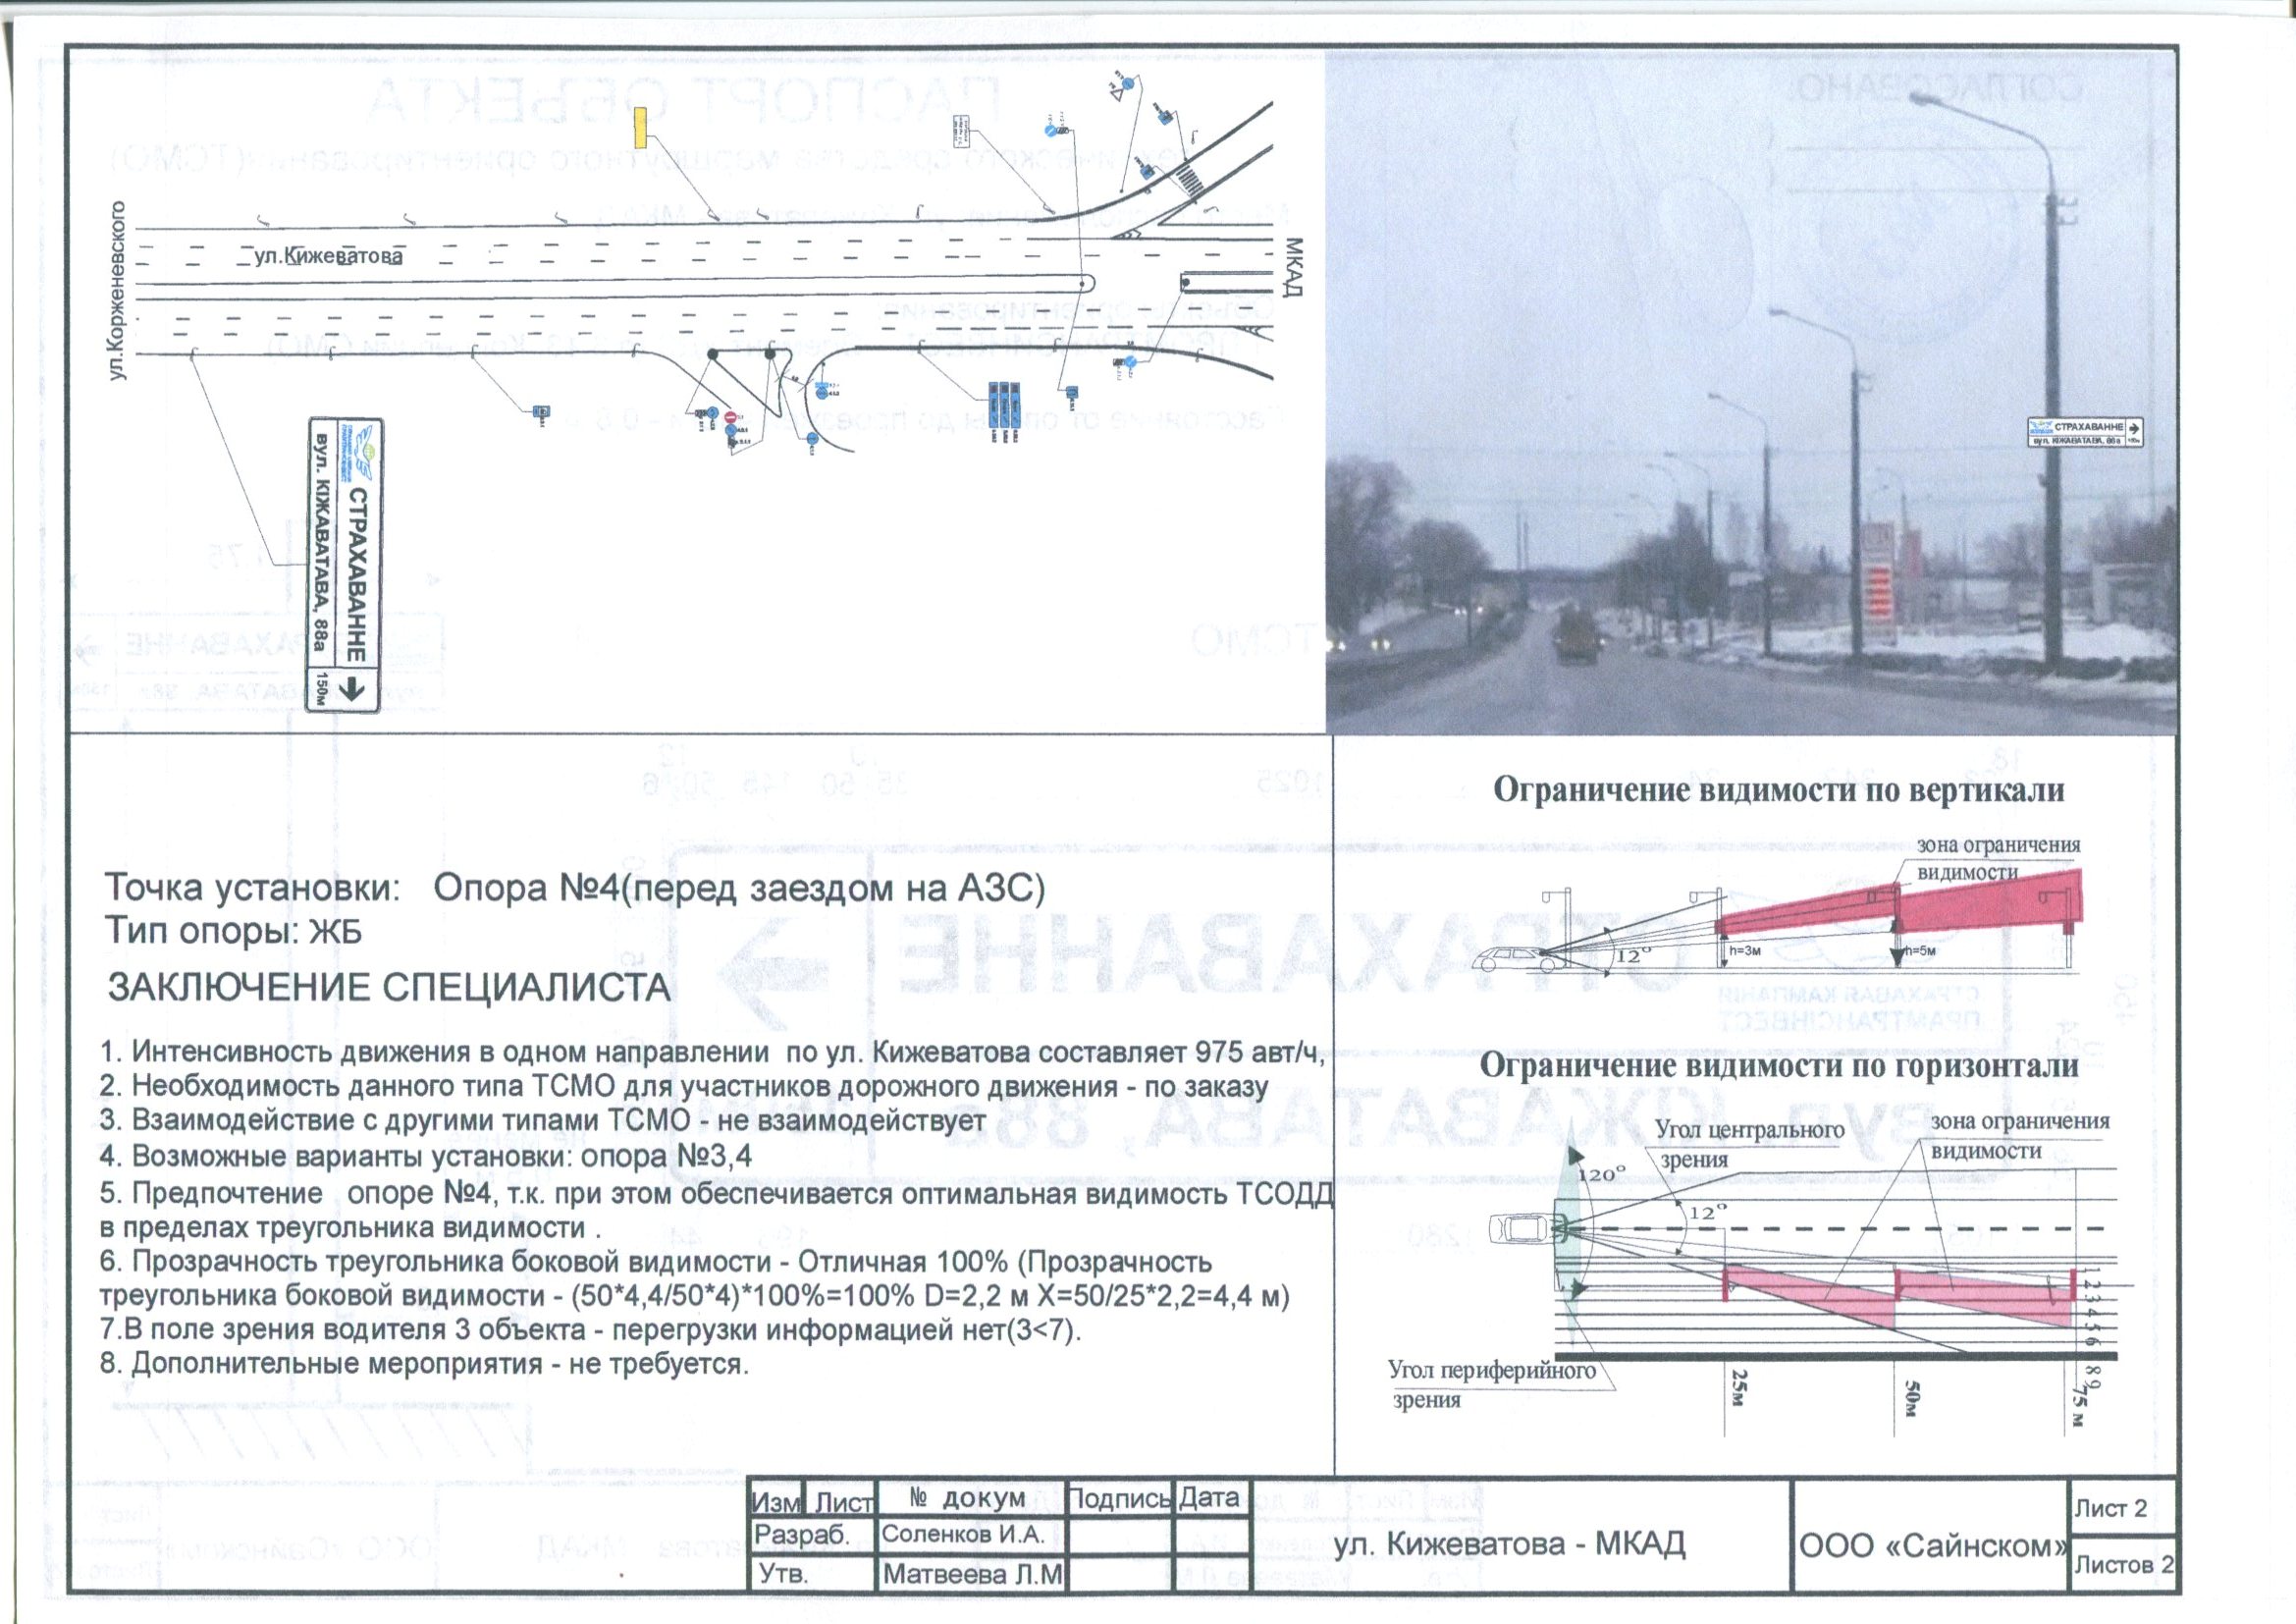 ул.Корженевского
ул.Кижеватова
МКАД
СТРАХАВАННЕ
вул. КІЖАВАТАВА, 88а
150м
СТРАХАВАННЕ
вул. КІЖАВАТАВА, 88а
150м
Точка установки: Опора №4(перед заездом на АЗС)
Тип опоры: ЖБ
ЗАКЛЮЧЕНИЕ СПЕЦИАЛИСТА
1. Интенсивность движения в одном направлении по ул. Кижеватова составляет 975 авт/ч,
2. Необходимость данного типа ТСМО для участников дорожного движения - по заказу
3. Взаимодействие с другими типами ТСМО - не взаимодействует
4. Возможные варианты установки: опора №3,4
5. Предпочтение опоре №4, т.к. при этом обеспечивается оптимальная видимость ТСОДД
в пределах треугольника видимости .
6. Прозрачность треугольника боковой видимости - Отличная 100% (Прозрачность
треугольника боковой видимости - (50*4,4/50*4)*100%=100% D=2,2 м X=50/25*2,2=4,4 м)
7.В поле зрения водителя 3 объекта - перегрузки информацией нет(3<7).
8. Дополнительные мероприятия - не требуется.
Ограничение видимости по вертикали
зона ограничения
видимости
12°
h=3м
h=5м
Ограничение видимости по горизонтали
Угол центрального
зрения
зона ограничения
видимости
120°
12°
1 2 3 4 5 6 8 9
Угол периферийного
зрения
25м
50м
75 м
Изм Лист № докум Подпись Дата
Разраб. Соленков И.А.
Утв. Матвеева Л.М
ул. Кижеватова - МКАД
ООО «Сайнском»
Лист 2
Листов 2